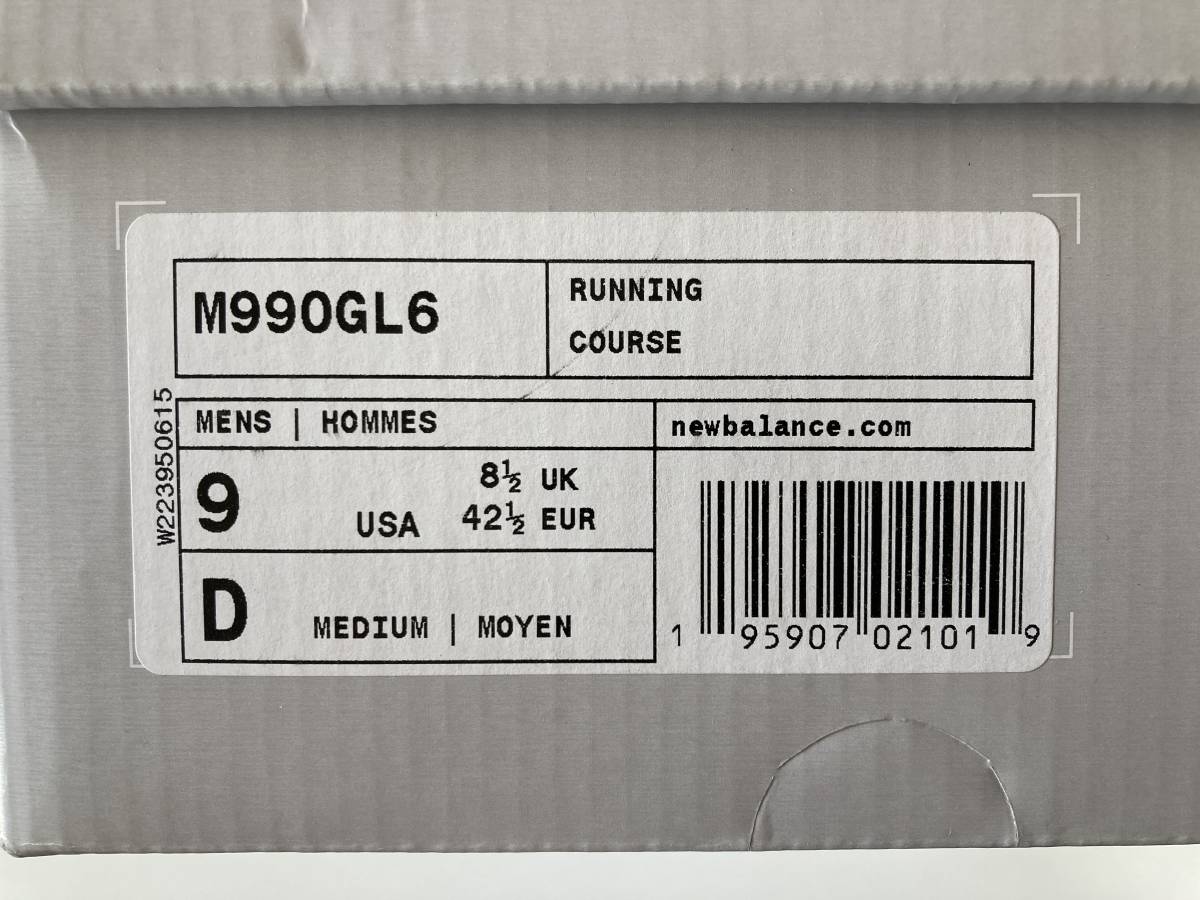 M990GL6
RUNNING
COURSE
W223950615
MENS | HOMMES
newbalance.com
9 USA
8½ UK
42½ EUR
D MEDIUM | MOYEN
1 95907 02101 9